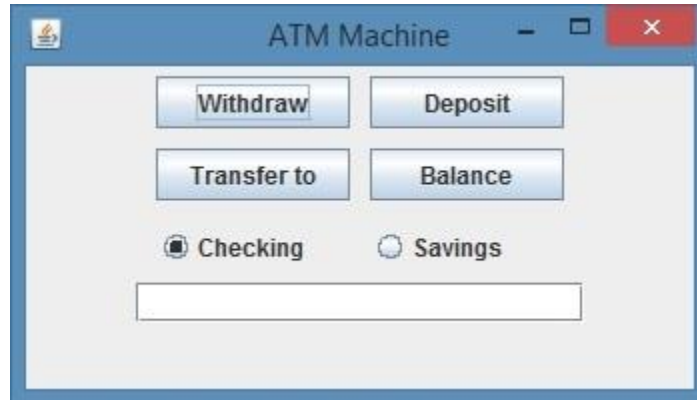 ATM Machine
Withdraw Deposit
Transfer to Balance
Checking Savings